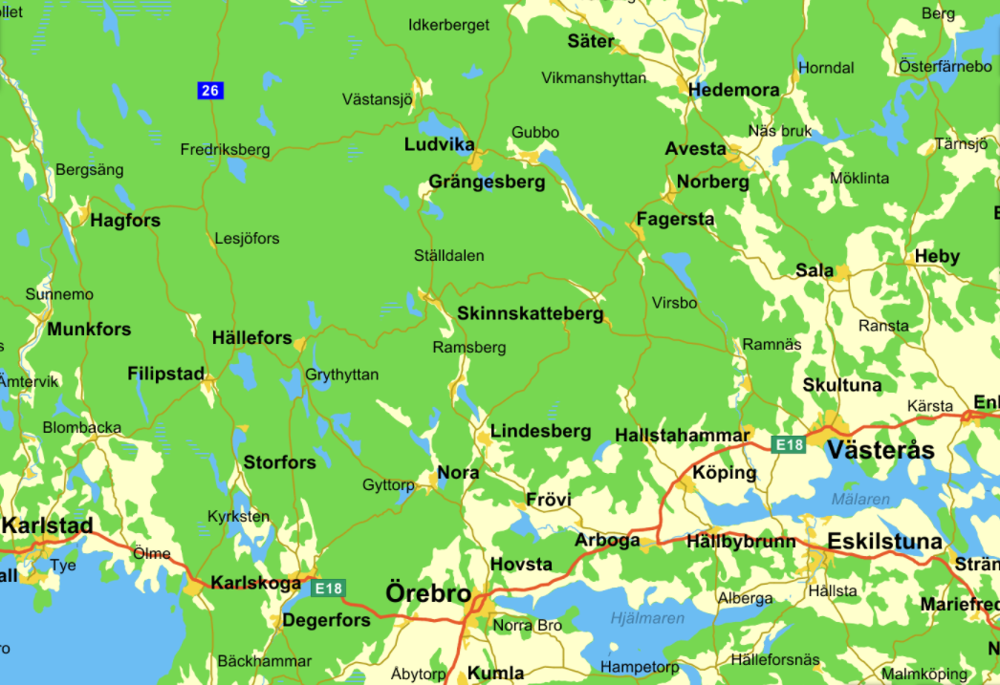 Idkerberget
Berg
Säter
Vikmanshyttan
Horndal
Österfärnebo
26
Hedemora
Västansjö
Gubbo
Näs bruk
Fredriksberg
Ludvika
Avesta
Tärnsjö
Bergsäng
Grängesberg
Norberg
Möklinta
Hagfors
Fagersta
Lesjöfors
Ställdalen
Sala
Heby
Sunnemo
Skinnskatteberg
Virsbo
Munkfors
Hällefors
Ransta
Ramsberg
Ramnäs
Filipstad
Grythyttan
Ämtervik
Skultuna
Kärsta
Blombacka
Lindesberg
Hallstahammar
E18
Västerås
Storfors
Nora
Köping
Gyttorp
Frövi
Mälaren
Kyrksten
Karlstad
Arboga
Hällbybrunn
Eskilstuna
Ölme
Tye
Hovsta
Karlskoga
E18
Örebro
Hållsta
Alberga
Degerfors
Norra Bro
Hjälmaren
Bäckhammar
Hampetorp
Hälleforsnäs
Åbytorp
Kumla
Malmköping